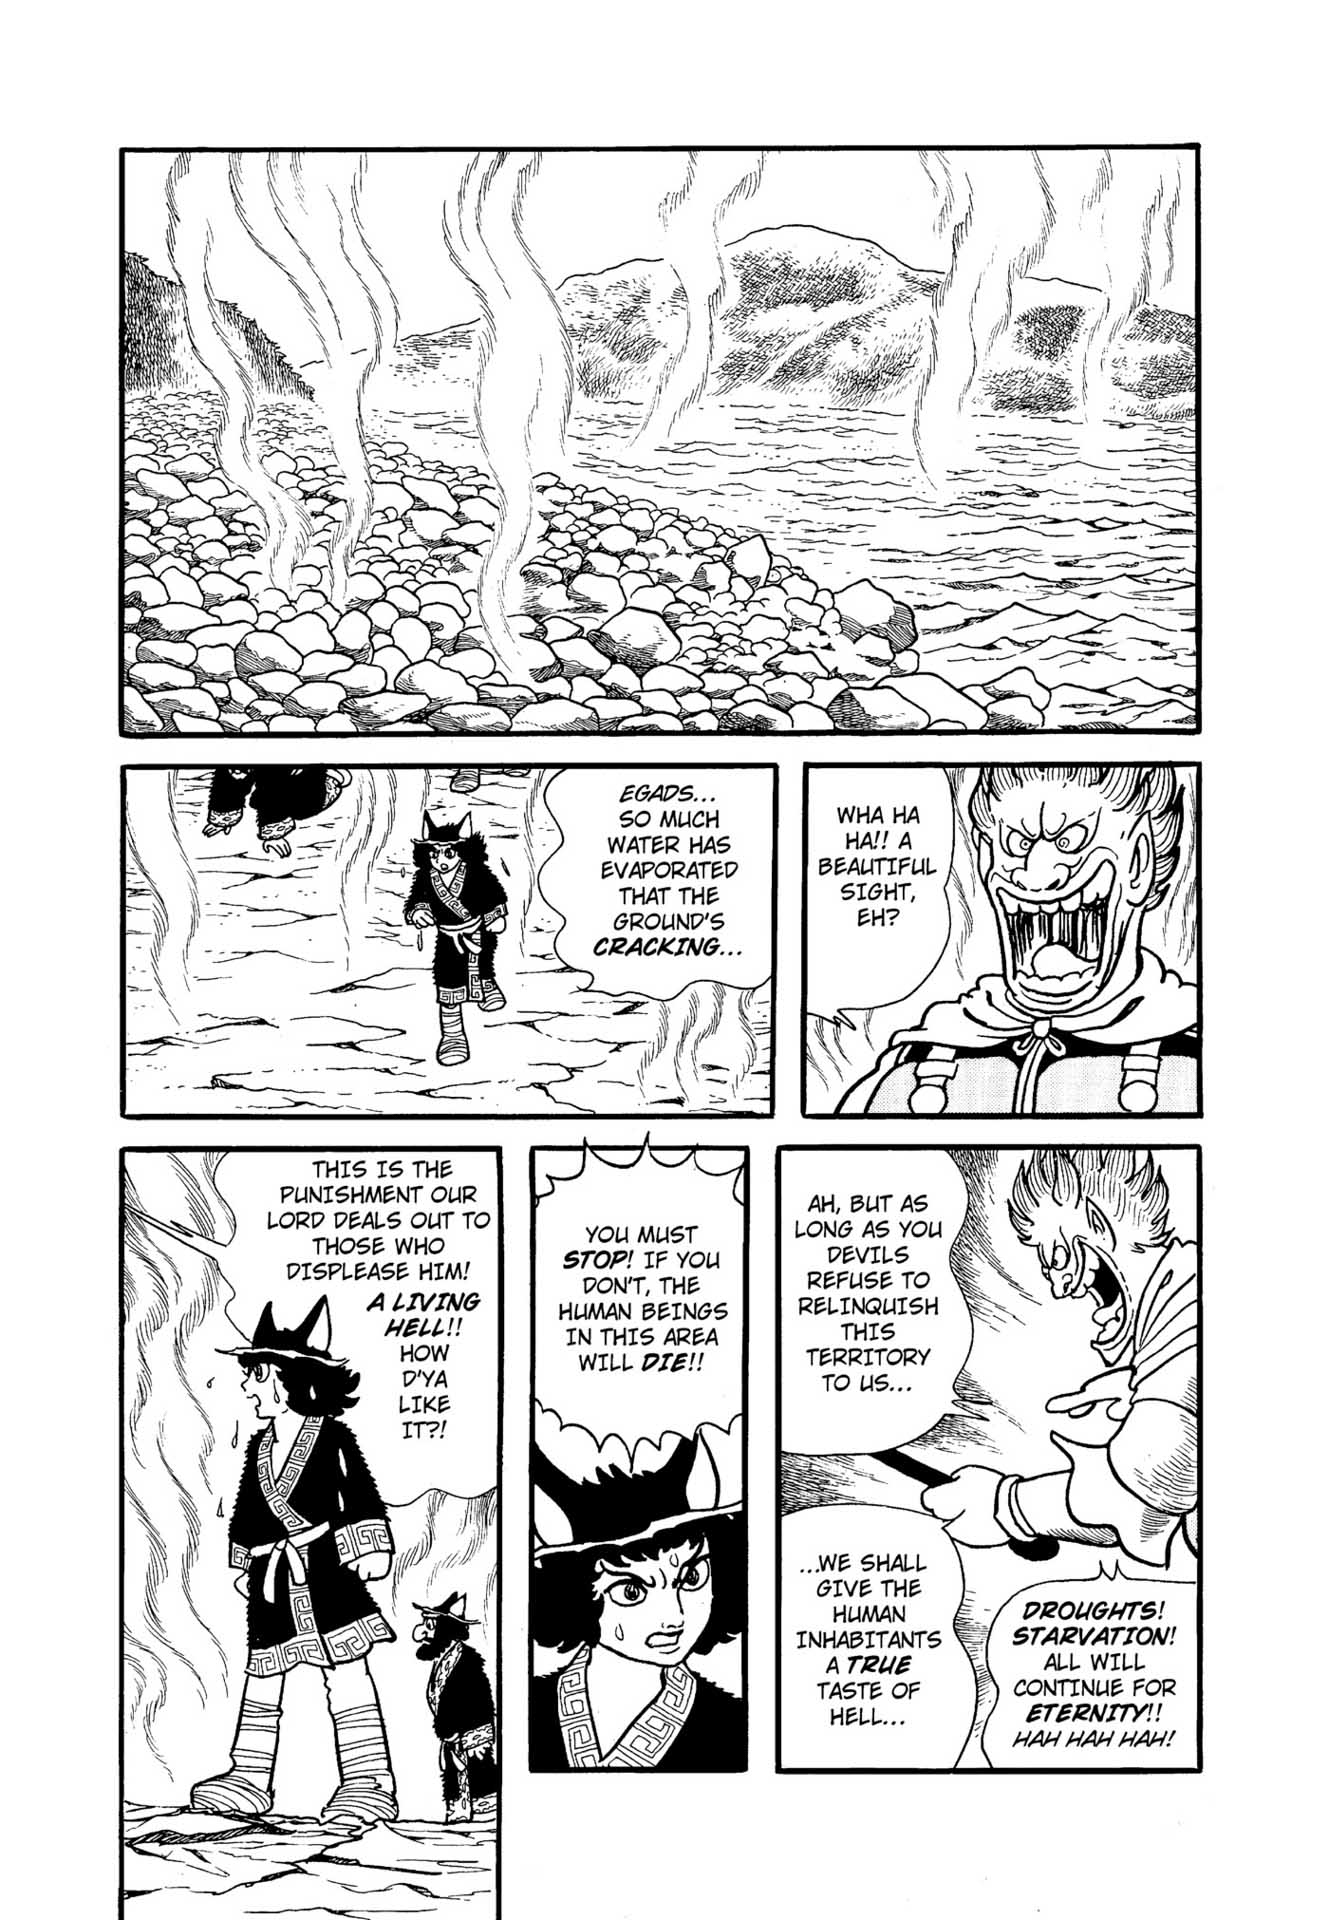 EGADS...
SO MUCH
WATER HAS
EVAPORATED
THAT THE
GROUND'S
CRACKING...
WHA HA
HA!! A
BEAUTIFUL
SIGHT,
EH?
THIS IS THE
PUNISHMENT OUR
LORD DEALS OUT TO
THOSE WHO
DISPLEASE HIM!
A LIVING
HELL!!
HOW
D'YA
LIKE
IT?!
YOU MUST
STOP! IF YOU
DON'T, THE
HUMAN BEINGS
IN THIS AREA
WILL DIE!!
AH, BUT AS
LONG AS YOU
DEVILS
REFUSE TO
RELINQUISH
THIS
TERRITORY
TO US...
...WE SHALL
GIVE THE
HUMAN
INHABITANTS
A TRUE
TASTE OF
HELL...
DROUGHTS!
STARVATION!
ALL WILL
CONTINUE FOR
ETERNITY!!
HAH HAH HAH!